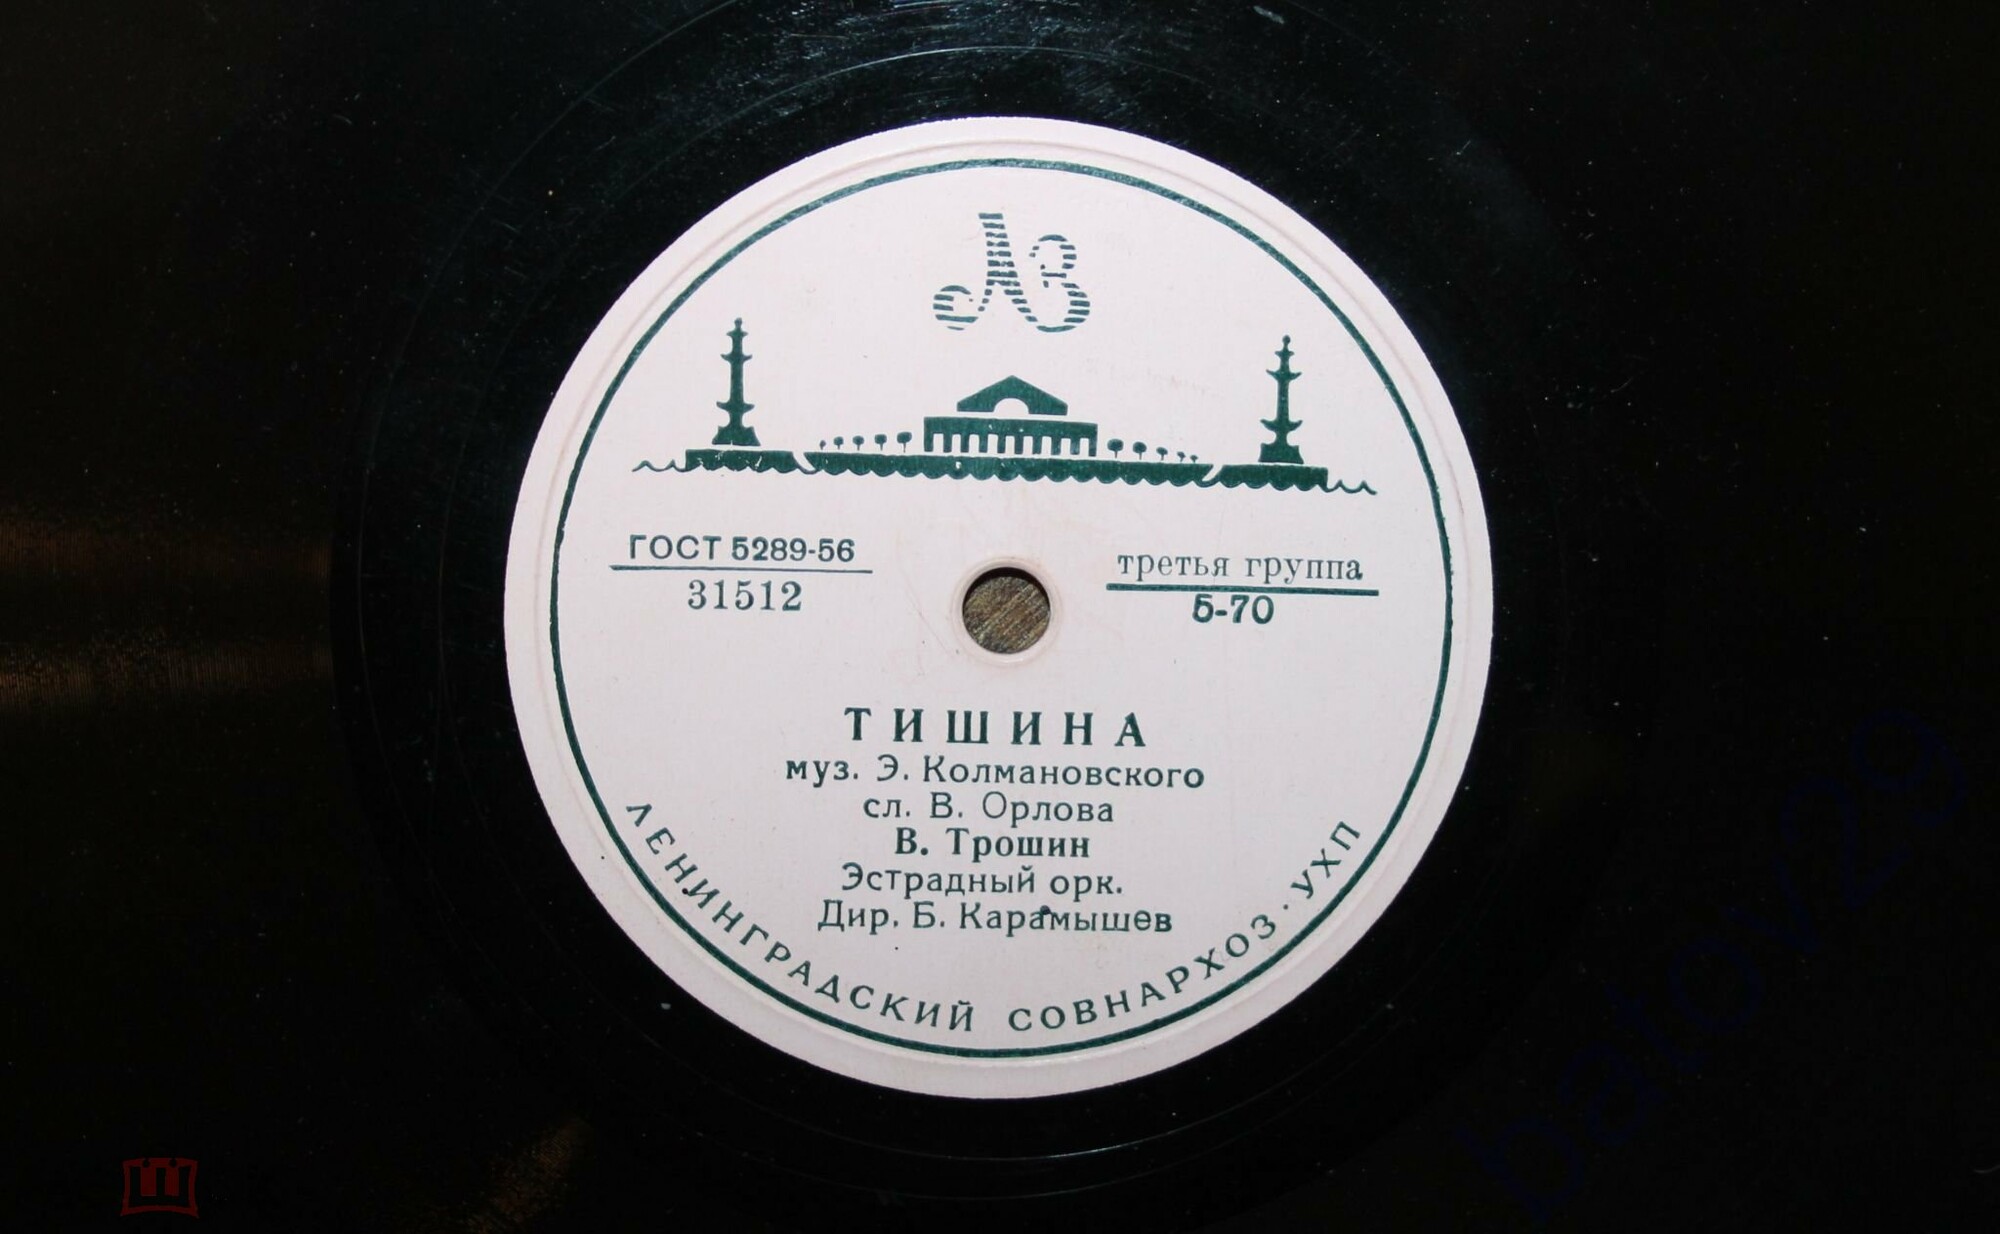 ЛЗ
ГОСТ 5289-56
31512
третья группа
5-70
ТИШИНА
муз. Э. Колмановского
сл. В. Орлова
В. Трошин
Эстрадный орк.
Дир. Б. Карамышев
ЛЕНИНГРАДСКИЙ СОВНАРХОЗ · УХП
batov29